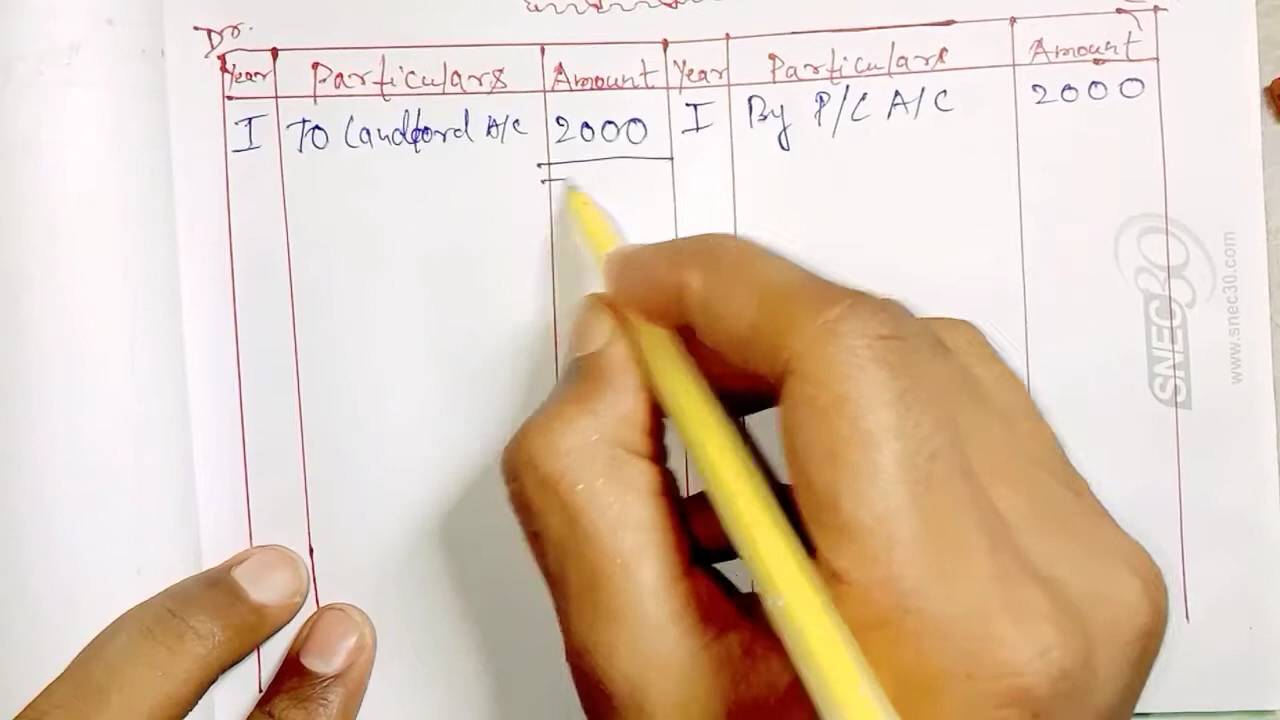 Dr.
Year Particulars Amount Year Particulars Amount
I To Landlord A/C 2000 I By P/L A/C 2000
SNEC30
www.snec30.com